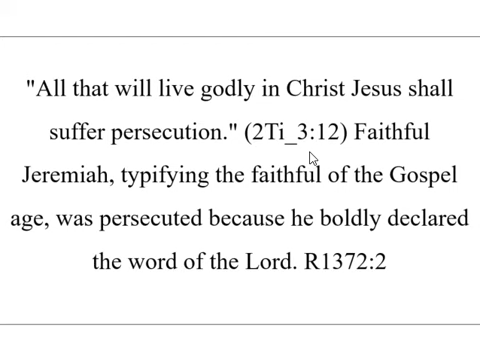 "All that will live godly in Christ Jesus shall
suffer persecution." (2Ti_3:12) Faithful
Jeremiah, typifying the faithful of the Gospel
age, was persecuted because he boldly declared
the word of the Lord. R1372:2